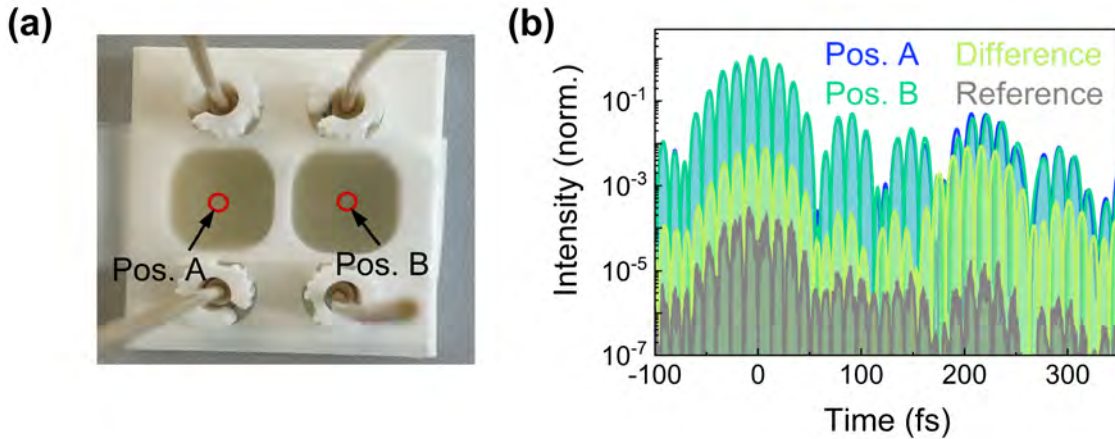 (a)
Pos. A
Pos. B
(b)
Intensity (norm.)
Pos. A Difference
Pos. B Reference
10⁻¹
10⁻³
10⁻⁵
10⁻⁷
-100 0 100 200 300
Time (fs)